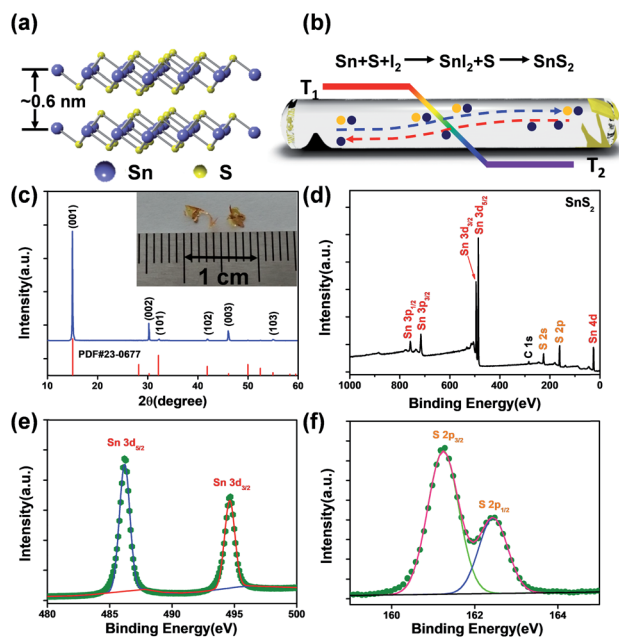 (a)
~0.6 nm
Sn
S
(b)
Sn+S+I₂ → SnI₂+S → SnS₂
T₁
T₂
(c)
Intensity(a.u.)
(001)
(002)
(101)
(102)
(003)
(103)
1 cm
PDF#23-0677
10 20 30 40 50 60
2θ(degree)
(d)
SnS₂
Intensity(a.u.)
Sn 3p₁/₂
Sn 3p₃/₂
Sn 3d₃/₂
Sn 3d₅/₂
C 1s
S 2s
S 2p
Sn 4d
1000 800 600 400 200 0
Binding Energy(eV)
(e)
Intensity(a.u.)
Sn 3d₅/₂
Sn 3d₃/₂
480 485 490 495 500
Binding Energy(eV)
(f)
Intensity(a.u.)
S 2p₃/₂
S 2p₁/₂
160 162 164
Binding Energy(eV)